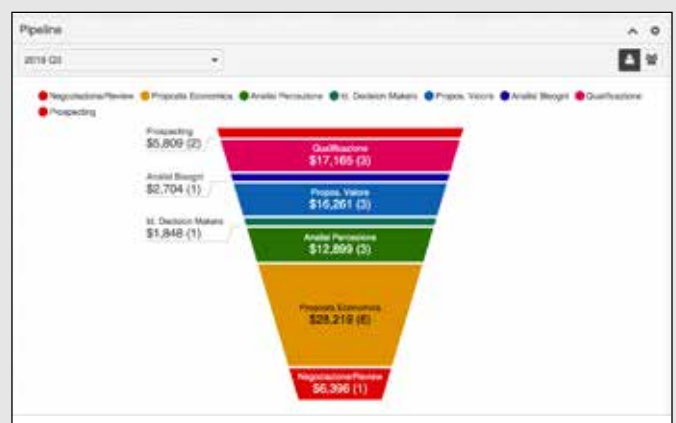 Pipeline
2019 Q3
Negoziazione/Review Proposta Economica Analisi Percezione Id. Decision Makers Propos. Valore Analisi Bisogni Qualificazione
Prospecting
Prospecting
$5,809 (2)
Qualificazione
$17,165 (3)
Analisi Bisogni
$2,704 (1)
Propos. Valore
$16,261 (3)
Id. Decision Makers
$1,848 (1)
Analisi Percezione
$12,899 (3)
Proposta Economica
$28,219 (6)
Negoziazione/Review
$6,396 (1)